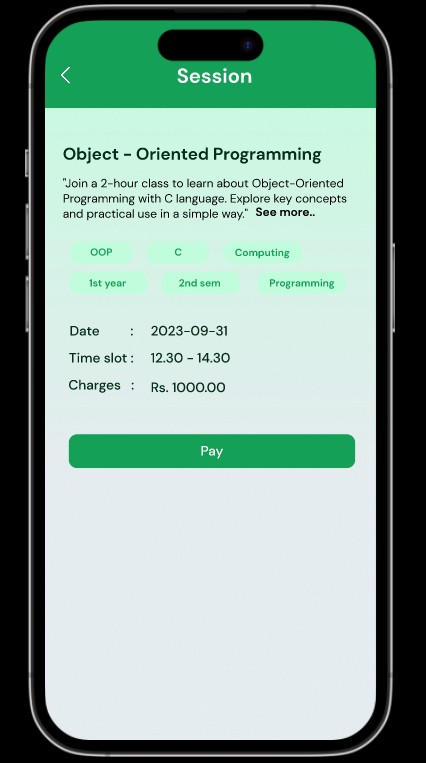 Session
Object - Oriented Programming
"Join a 2-hour class to learn about Object-Oriented
Programming with C language. Explore key concepts
and practical use in a simple way." See more..
OOP C Computing
1st year 2nd sem Programming
Date : 2023-09-31
Time slot : 12.30 - 14.30
Charges : Rs. 1000.00
Pay